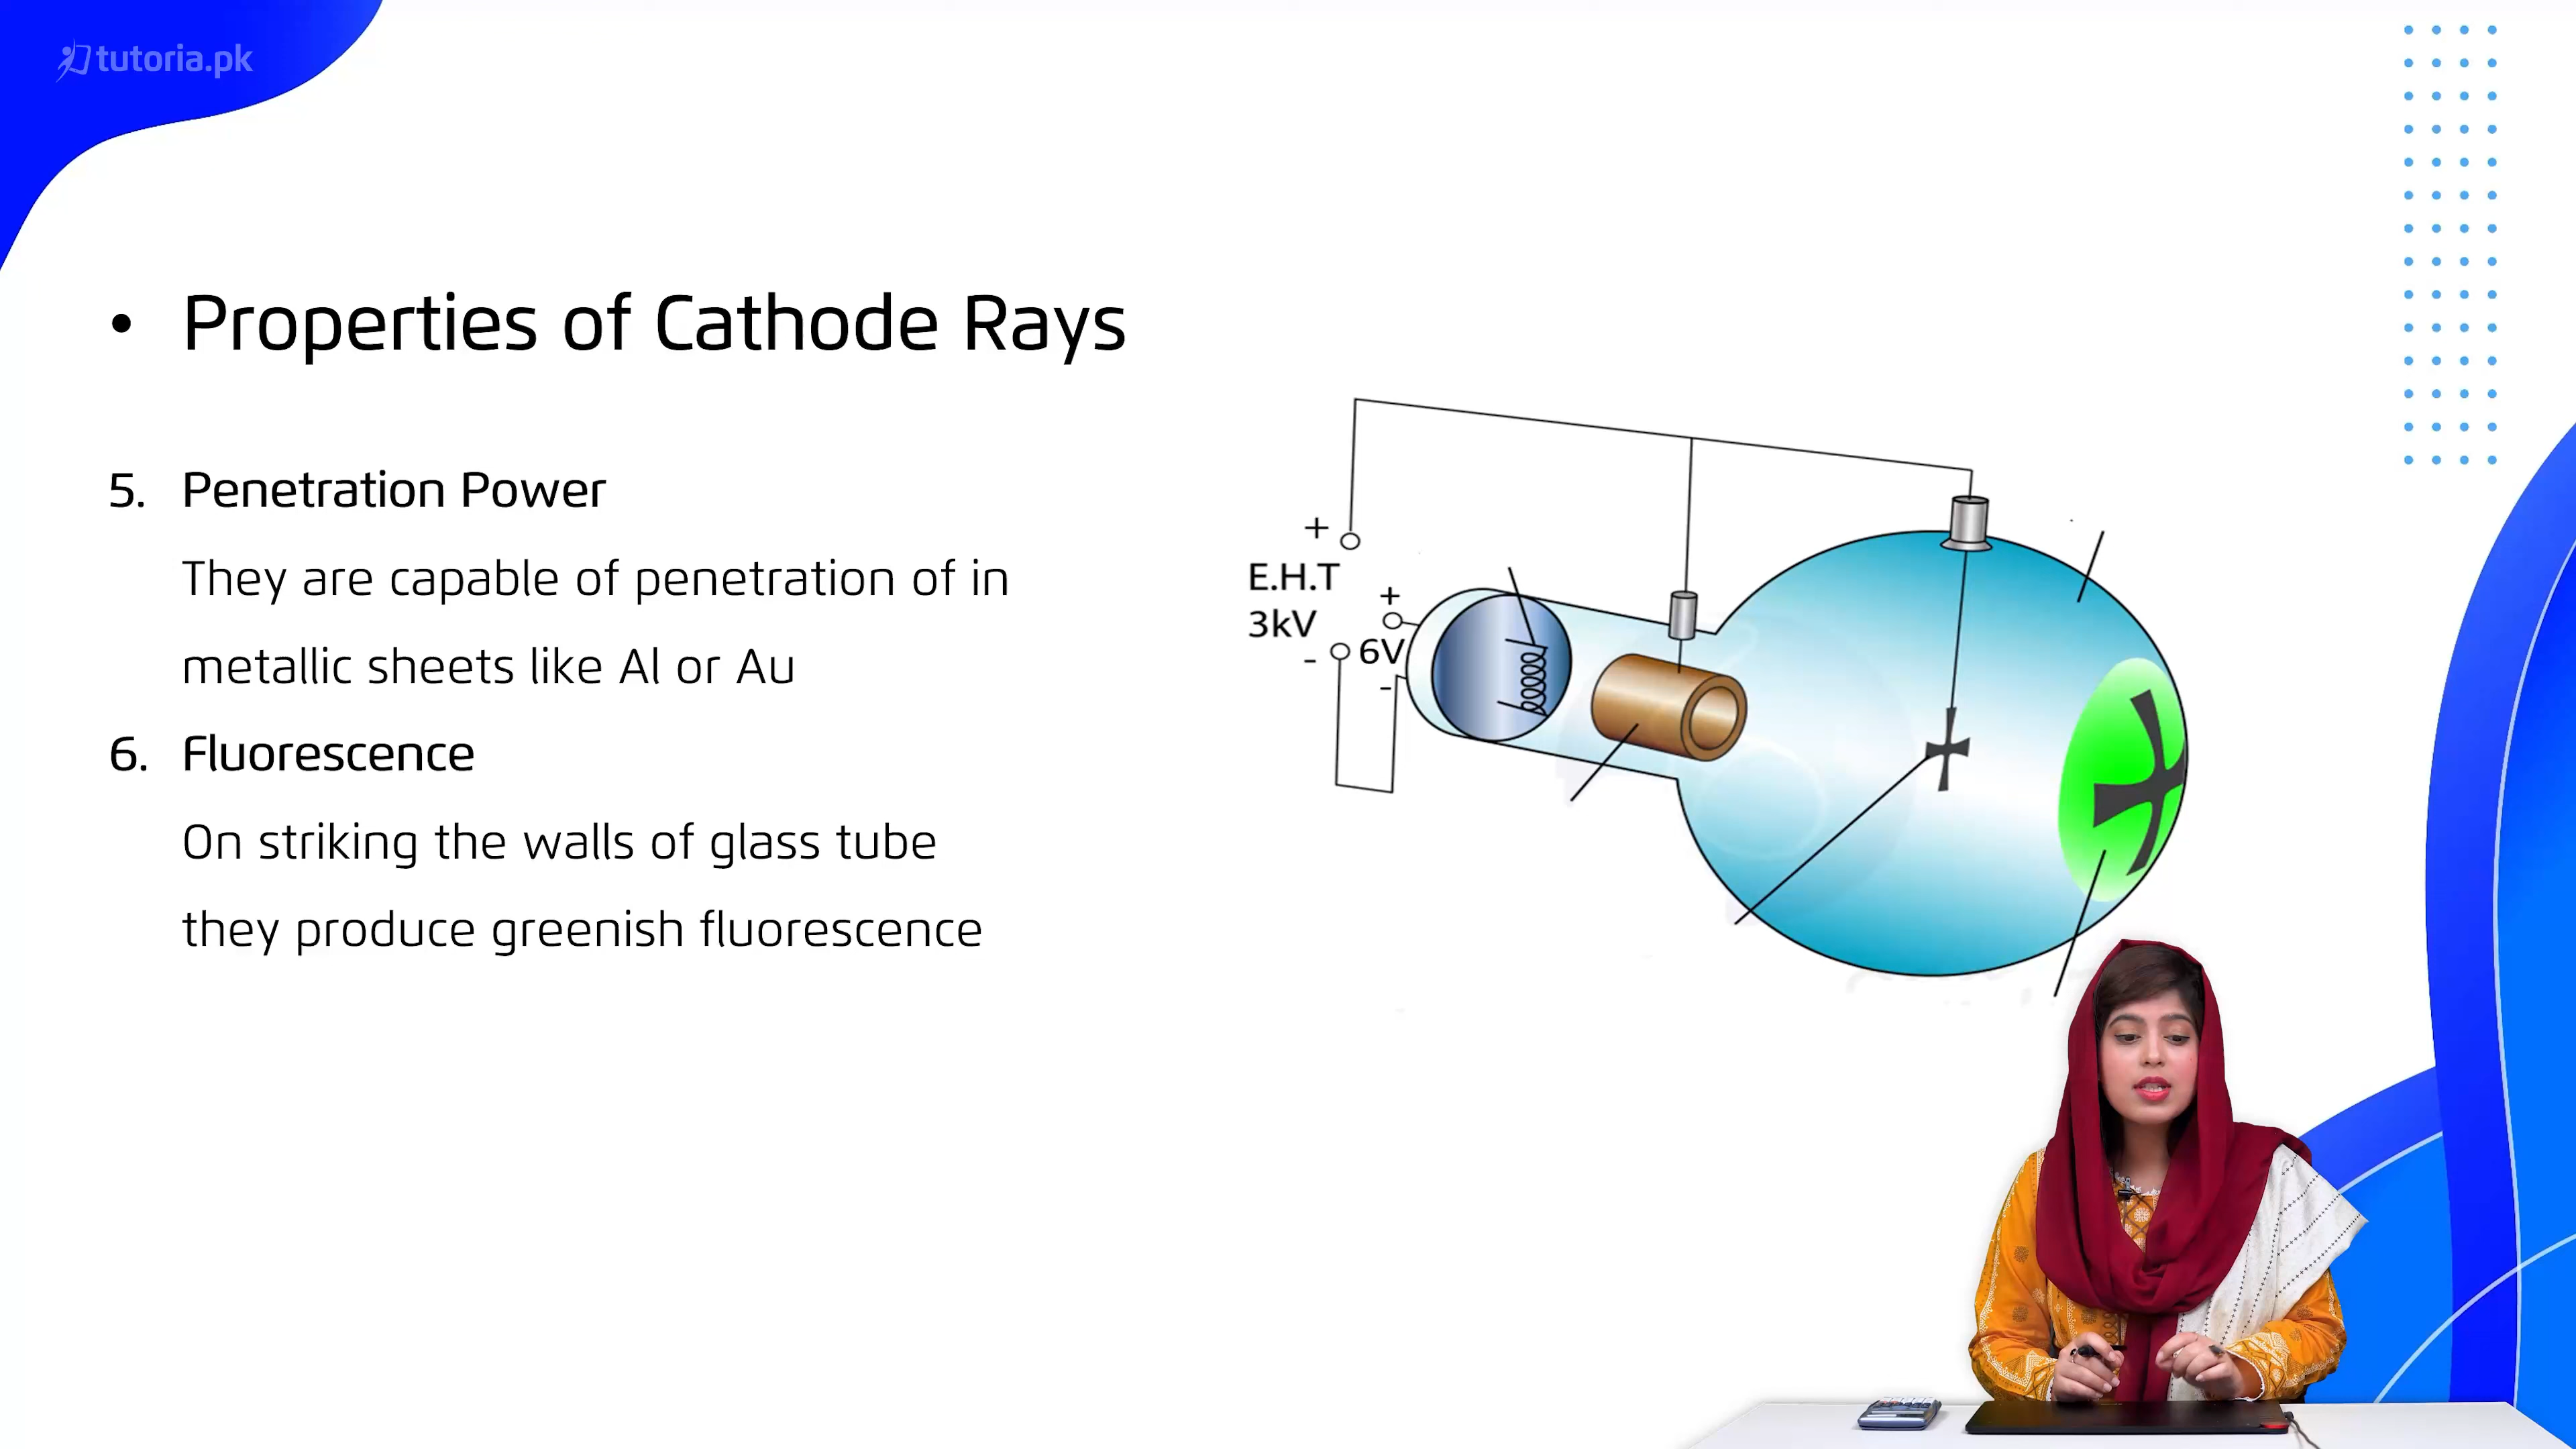 tutoria.pk
• Properties of Cathode Rays
5. Penetration Power
They are capable of penetration of in
metallic sheets like Al or Au
6. Fluorescence
On striking the walls of glass tube
they produce greenish fluorescence
+
E.H.T
3kV
-
+
6V
-